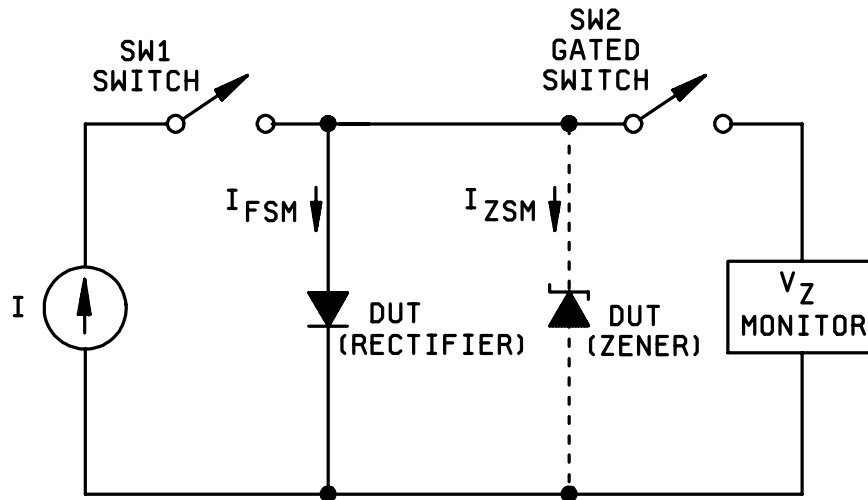 SW1
SWITCH
SW2
GATED
SWITCH
IFSM
IZSM
I
DUT
(RECTIFIER)
DUT
(ZENER)
VZ
MONITOR